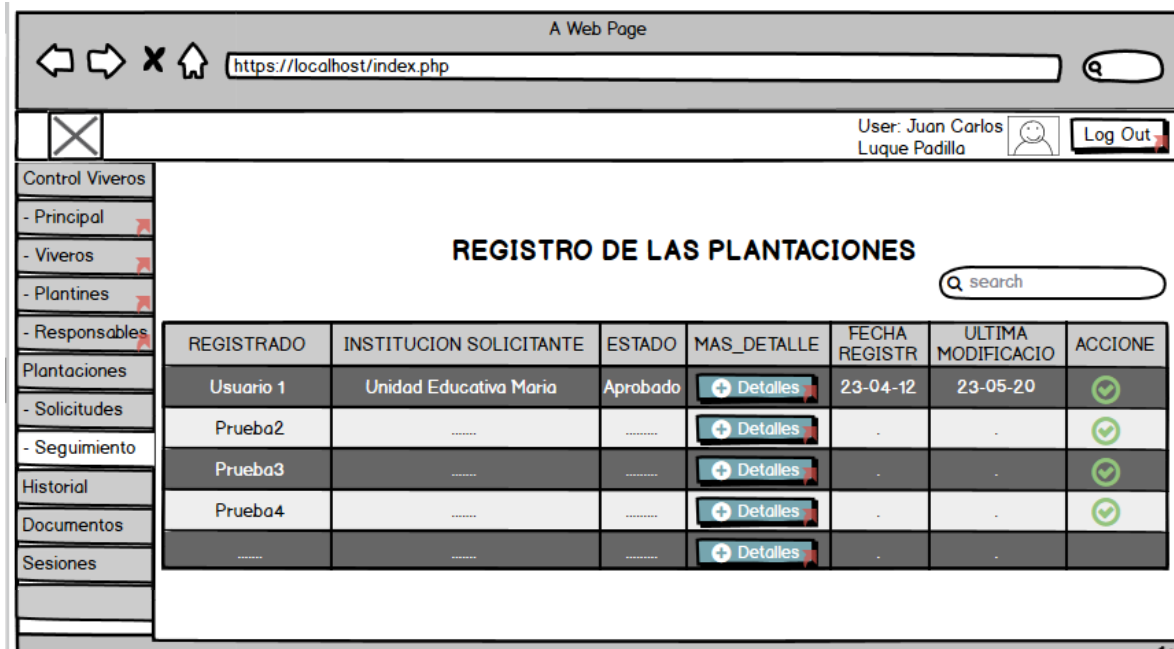 A Web Page
https://localhost/index.php
User: Juan Carlos
Luque Padilla
Log Out
Control Viveros
- Principal
- Viveros
- Plantines
- Responsables
Plantaciones
- Solicitudes
- Seguimiento
Historial
Documentos
Sesiones
REGISTRO DE LAS PLANTACIONES
search
REGISTRADO INSTITUCION SOLICITANTE ESTADO MAS_DETALLE FECHA REGISTR ULTIMA MODIFICACIO ACCIONE
Usuario 1 Unidad Educativa Maria Aprobado Detalles 23-04-12 23-05-20
Prueba2 ....... ......... Detalles . .
Prueba3 ....... ......... Detalles . .
Prueba4 ....... ......... Detalles . .
....... ....... ......... Detalles . .